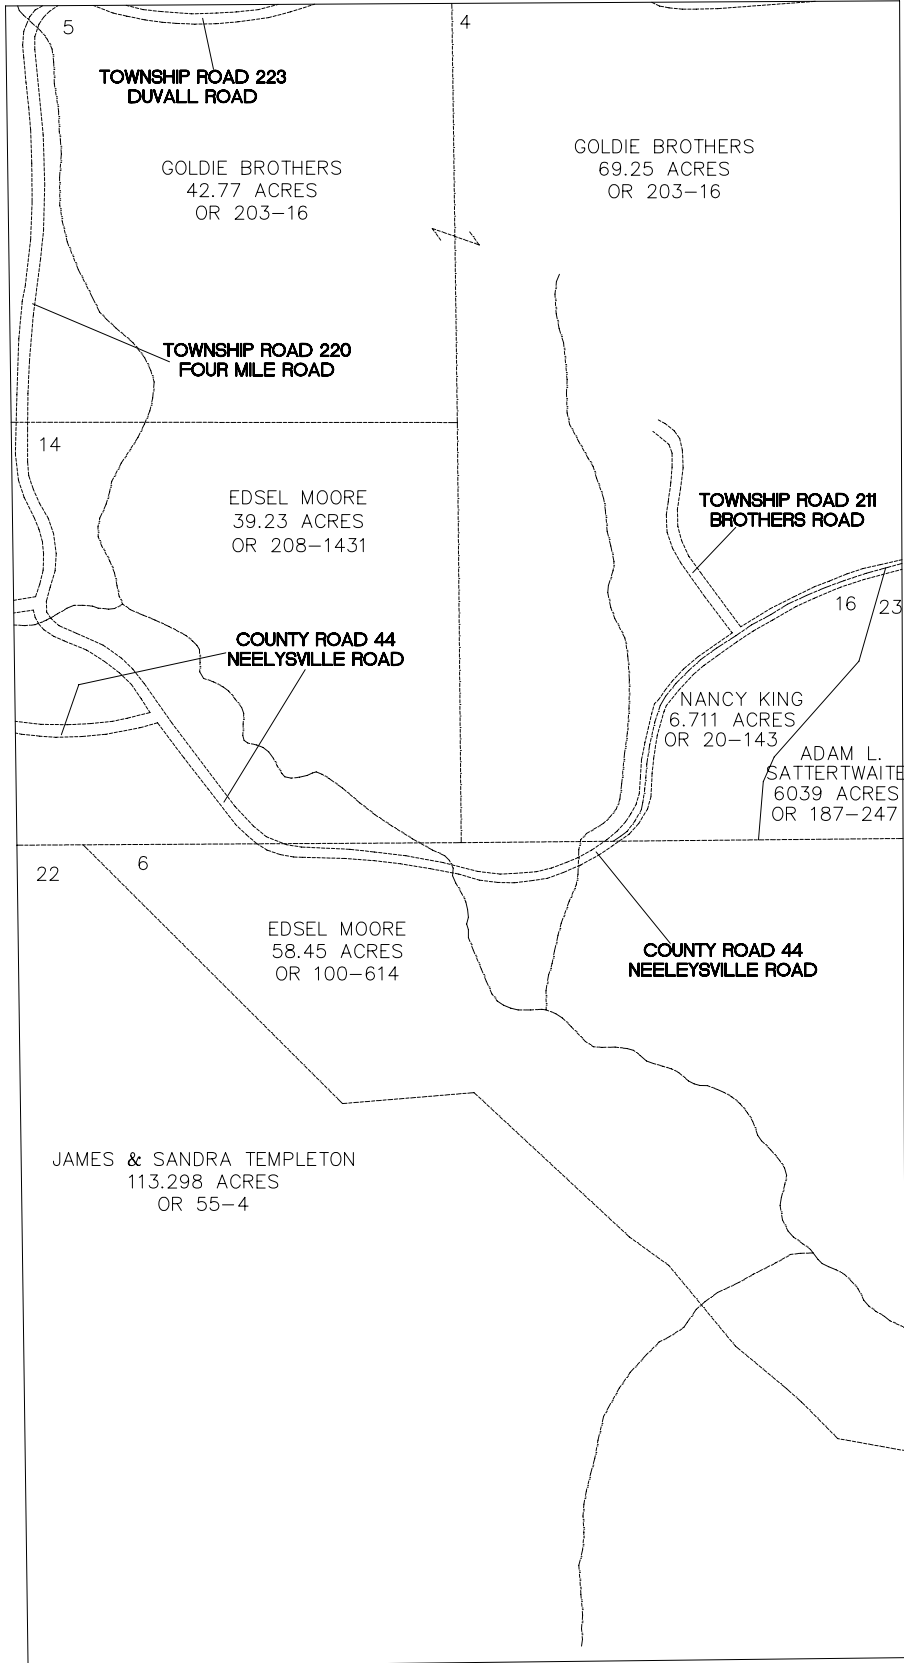 5
4
TOWNSHIP ROAD 223
DUVALL ROAD
GOLDIE BROTHERS
42.77 ACRES
OR 203-16
GOLDIE BROTHERS
69.25 ACRES
OR 203-16
TOWNSHIP ROAD 220
FOUR MILE ROAD
14
EDSEL MOORE
39.23 ACRES
OR 208-1431
TOWNSHIP ROAD 211
BROTHERS ROAD
16
23
COUNTY ROAD 44
NEELYSVILLE ROAD
NANCY KING
6.711 ACRES
OR 20-143
ADAM L.
SATTERTWAITE
6039 ACRES
OR 187-247
22
6
EDSEL MOORE
58.45 ACRES
OR 100-614
COUNTY ROAD 44
NEELEYSVILLE ROAD
JAMES & SANDRA TEMPLETON
113.298 ACRES
OR 55-4